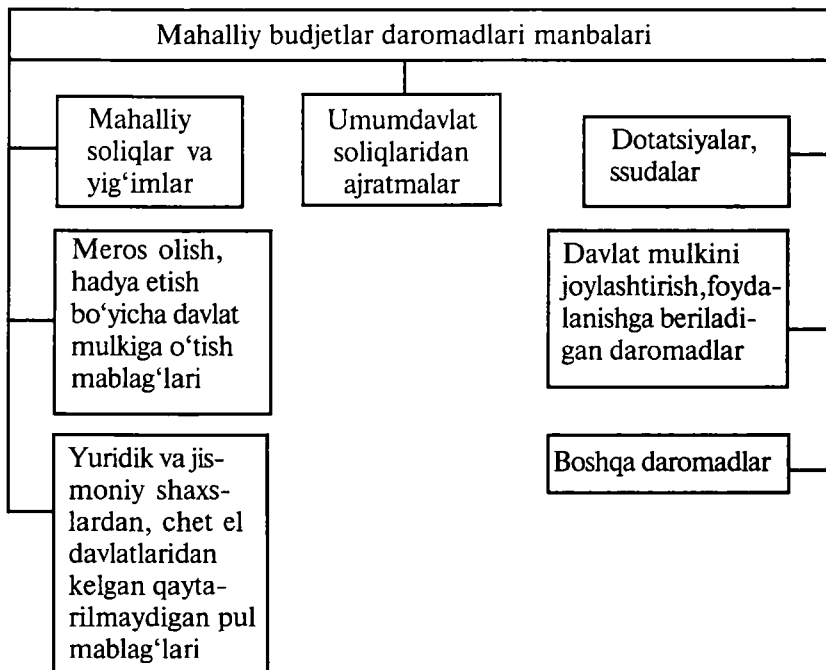 Mahalliy budjetlar daromadlari manbalari
Mahalliy
soliqlar va
yig‘imlar
Umumdavlat
soliqlaridan
ajratmalar
Dotatsiyalar,
ssudalar
Meros olish,
hadya etish
bo‘yicha davlat
mulkiga o‘tish
mablag‘lari
Davlat mulkini
joylashtirish,foyda-
lanishga beriladi-
gan daromadlar
Yuridik va jis-
moniy shaxs-
lardan, chet el
davlatlaridan
kelgan qayta-
rilmaydigan pul
mablag‘lari
Boshqa daromadlar